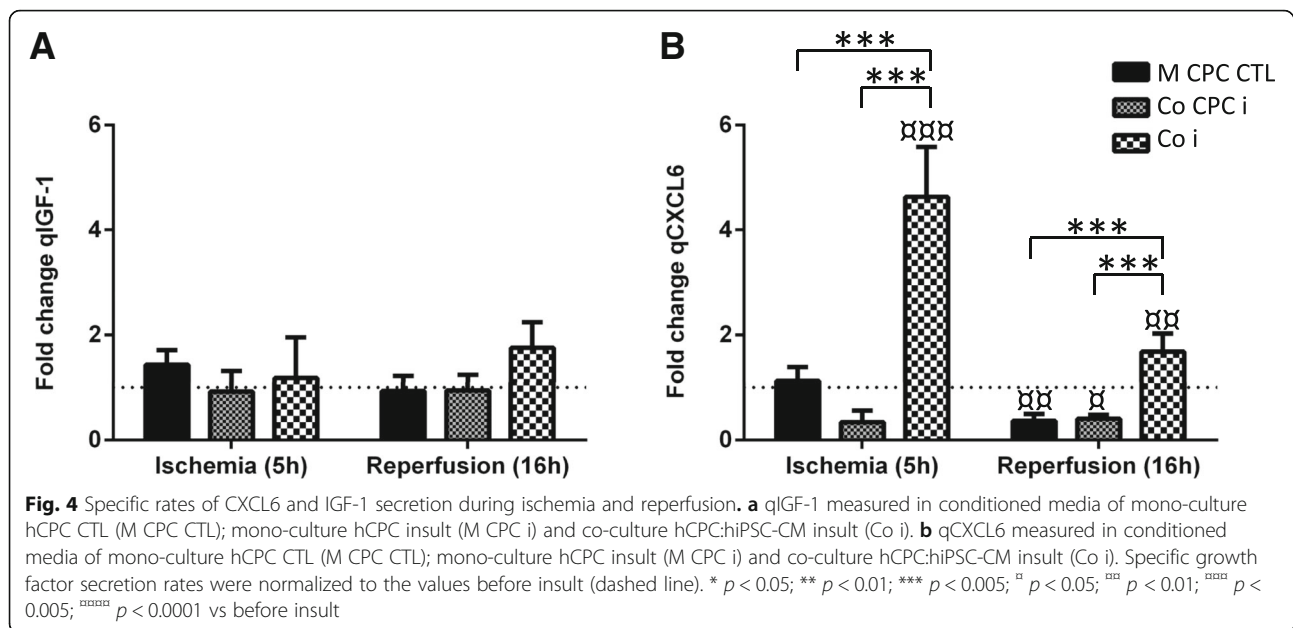 A
B
***
***
M CPC CTL
Co CPC i
Co i
6
4
2
0
Fold change qIGF-1
Ischemia (5h) Reperfusion (16h)
6
4
2
0
Fold change qCXCL6
¤¤¤
***
***
¤¤
¤¤
¤
Ischemia (5h) Reperfusion (16h)
Fig. 4 Specific rates of CXCL6 and IGF-1 secretion during ischemia and reperfusion. a qIGF-1 measured in conditioned media of mono-culture
hCPC CTL (M CPC CTL); mono-culture hCPC insult (M CPC i) and co-culture hCPC:hiPSC-CM insult (Co i). b qCXCL6 measured in conditioned
media of mono-culture hCPC CTL (M CPC CTL); mono-culture hCPC insult (M CPC i) and co-culture hCPC:hiPSC-CM insult (Co i). Specific growth
factor secretion rates were normalized to the values before insult (dashed line). * p < 0.05; ** p < 0.01; *** p < 0.005; ¤ p < 0.05; ¤¤ p < 0.01; ¤¤¤ p <
0.005; ¤¤¤¤ p < 0.0001 vs before insult